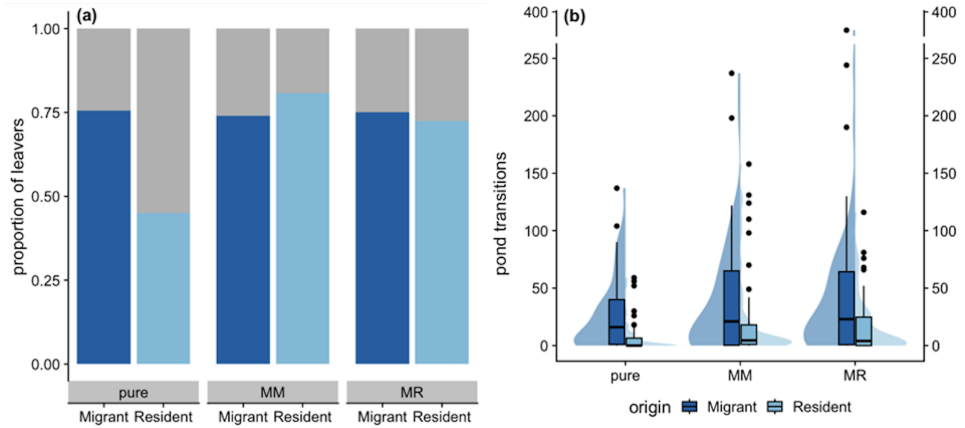 (a)
proportion of leavers
1.00
0.75
0.50
0.25
0.00
pure MM MR
Migrant Resident Migrant Resident Migrant Resident
(b)
pond transitions
400 400
250 250
200 200
150 150
100 100
50 50
0 0
pure MM MR
origin Migrant Resident